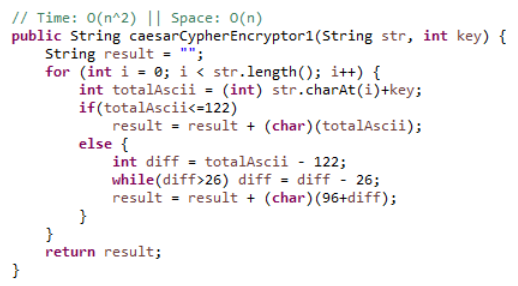 // Time: O(n^2) || Space: O(n)
public String caesarCypherEncryptor1(String str, int key) {
    String result = "";
    for (int i = 0; i < str.length(); i++) {
        int totalAscii = (int) str.charAt(i)+key;
        if(totalAscii<=122)
            result = result + (char)(totalAscii);
        else {
            int diff = totalAscii - 122;
            while(diff>26) diff = diff - 26;
            result = result + (char)(96+diff);
        }
    }
    return result;
}